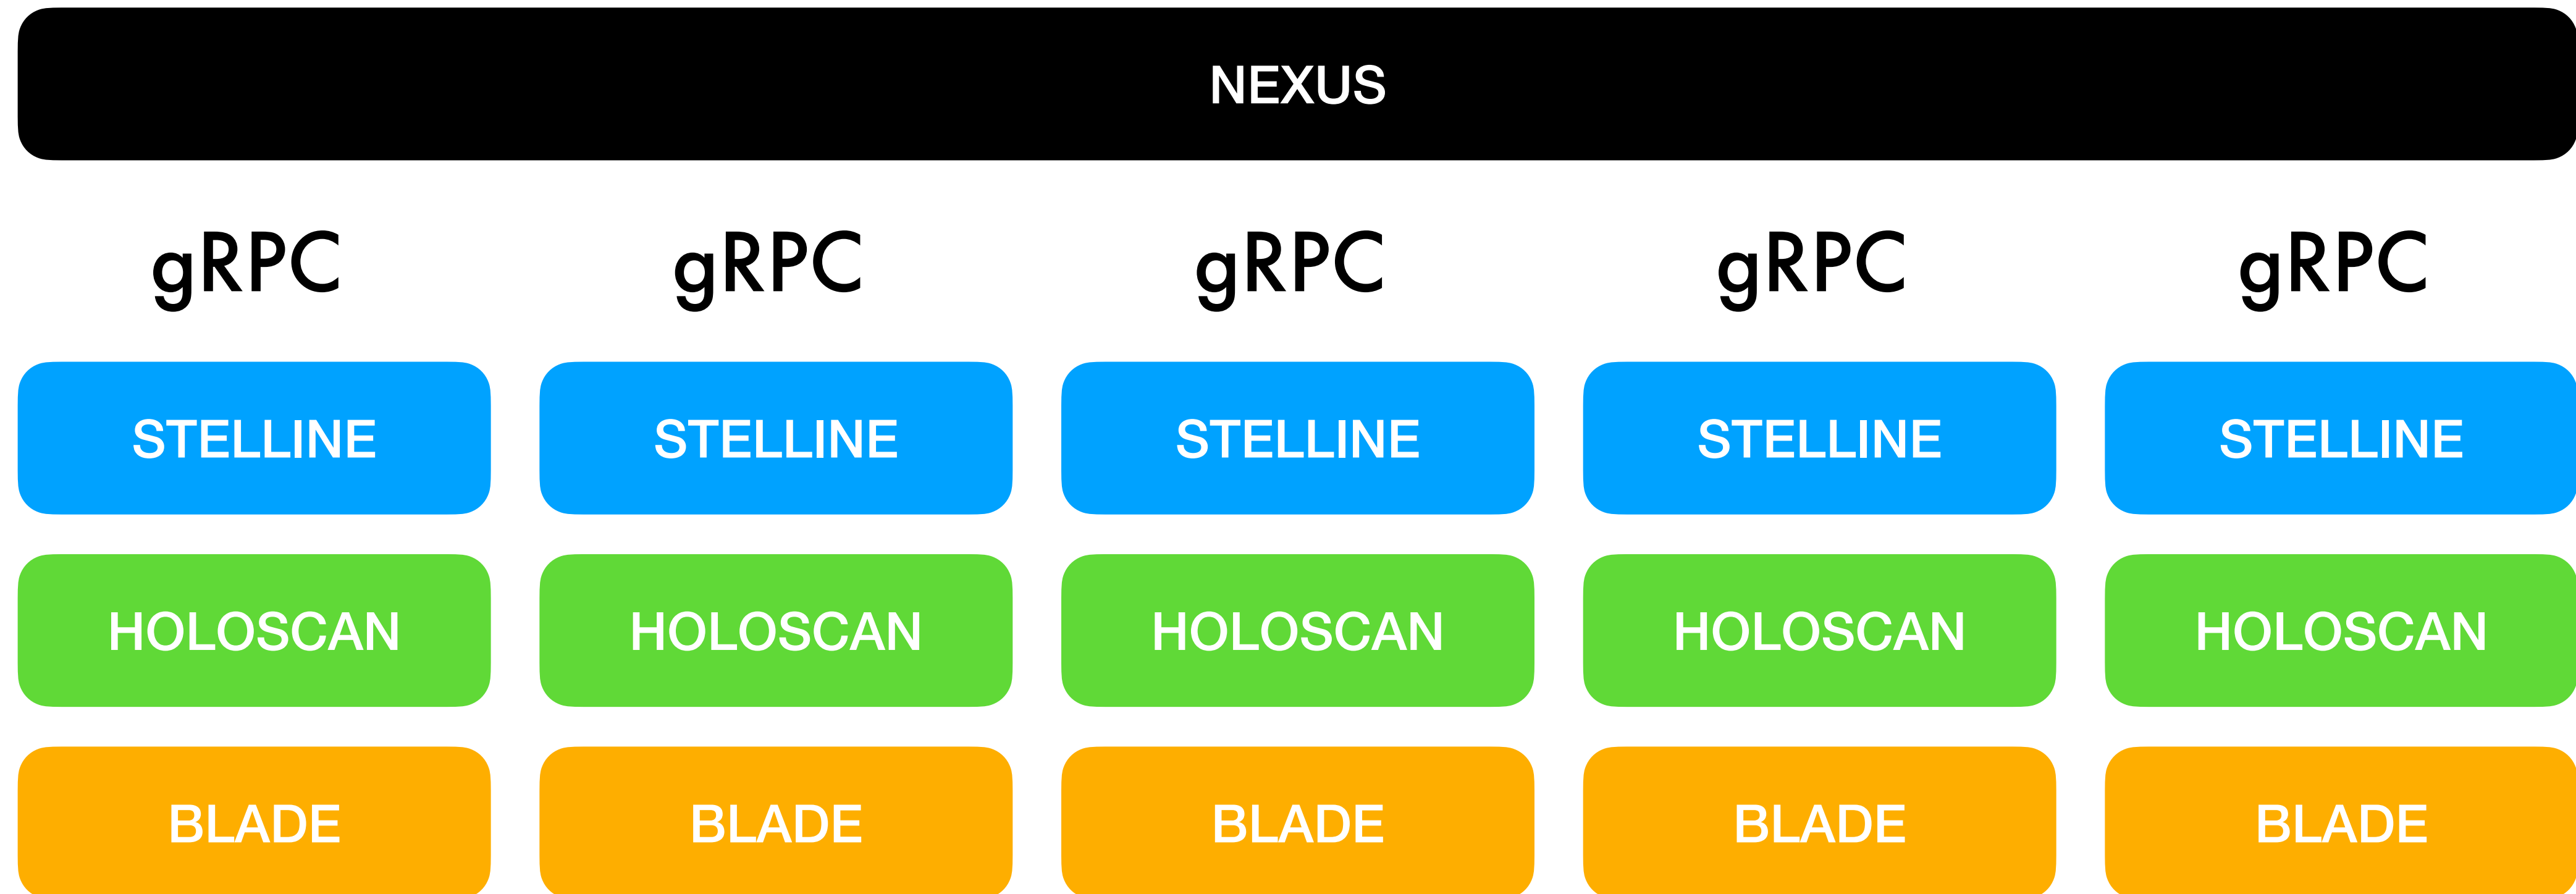 NEXUS
gRPC gRPC gRPC gRPC gRPC
STELLINE STELLINE STELLINE STELLINE STELLINE
HOLOSCAN HOLOSCAN HOLOSCAN HOLOSCAN HOLOSCAN
BLADE BLADE BLADE BLADE BLADE